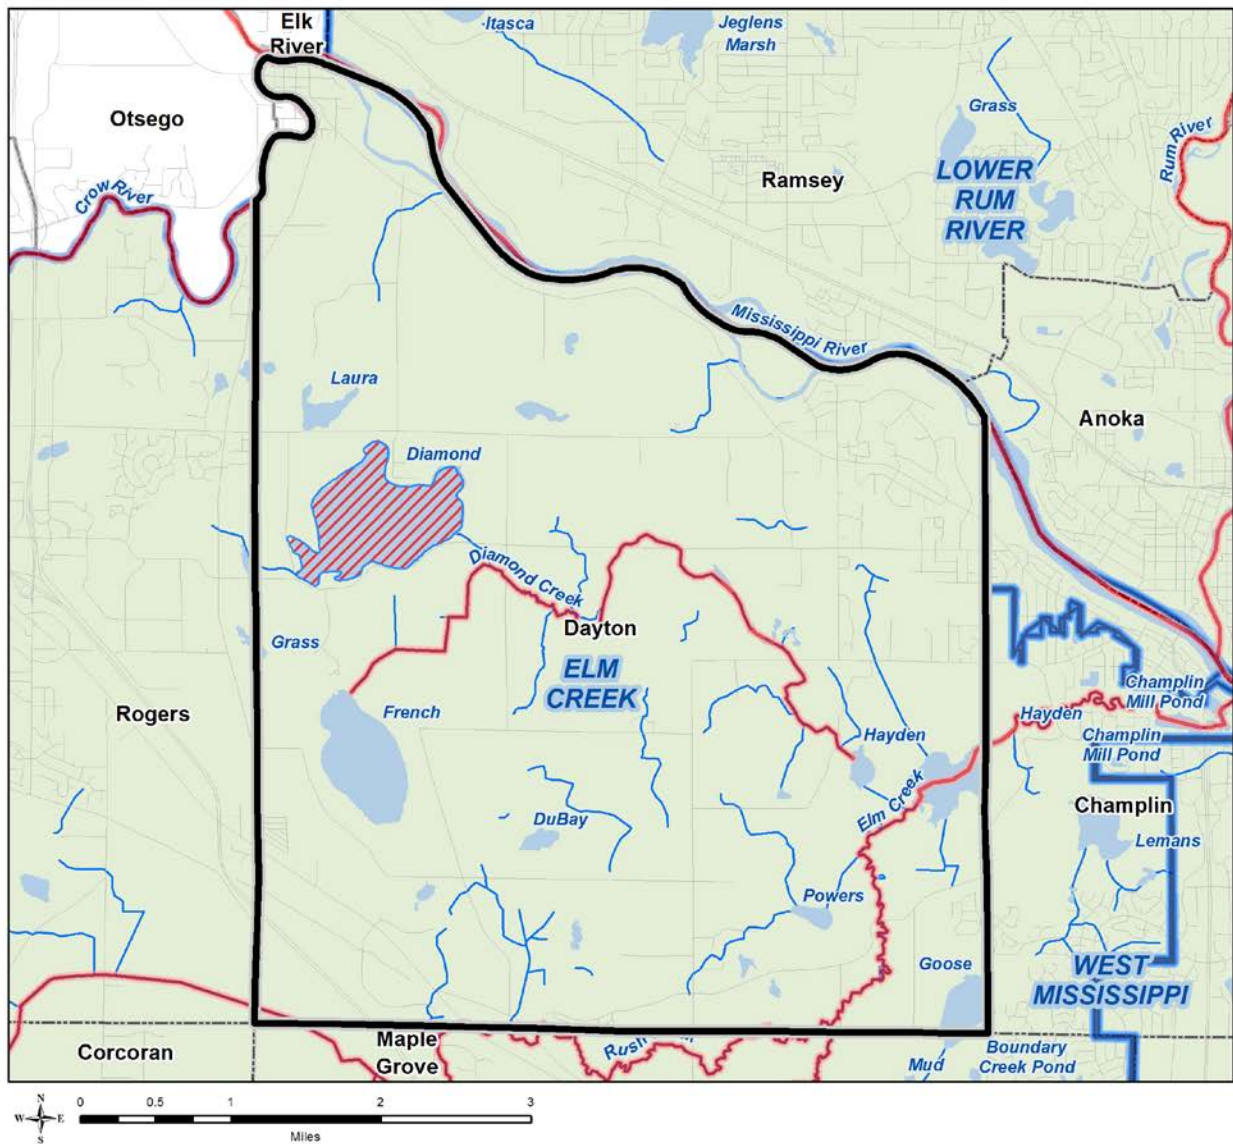 Elk
River
Itasca
Jeglens
Marsh
Otsego
Grass
Rum River
LOWER
RUM
RIVER
Ramsey
Crow River
Mississippi River
Laura
Anoka
Diamond
Diamond Creek
Dayton
Grass
ELM
CREEK
Champlin
Mill Pond
Rogers
French
Hayden
Hayden
Champlin
Mill Pond
Elm Creek
DuBay
Champlin
Lemans
Powers
Goose
WEST
MISSISSIPPI
Corcoran
Maple
Grove
Mud
Boundary
Creek Pond
N
W E
S
0 0.5 1 2 3
Miles